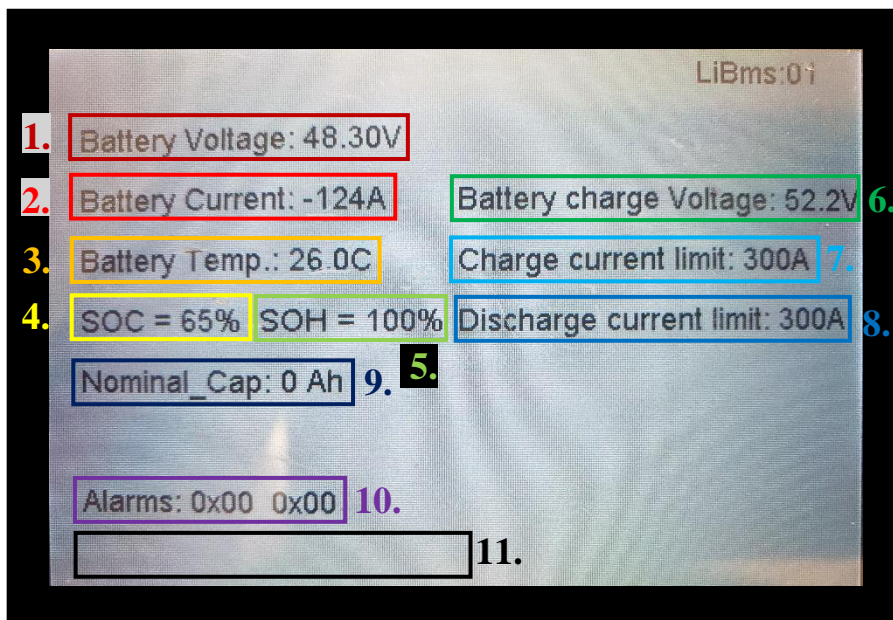 LiBms:01
1. Battery Voltage: 48.30V
2. Battery Current: -124A Battery charge Voltage: 52.2V 6.
3. Battery Temp.: 26.0C Charge current limit: 300A 7.
4. SOC = 65% SOH = 100% Discharge current limit: 300A 8.
5.
Nominal_Cap: 0 Ah 9.
Alarms: 0x00 0x00 10.
11.